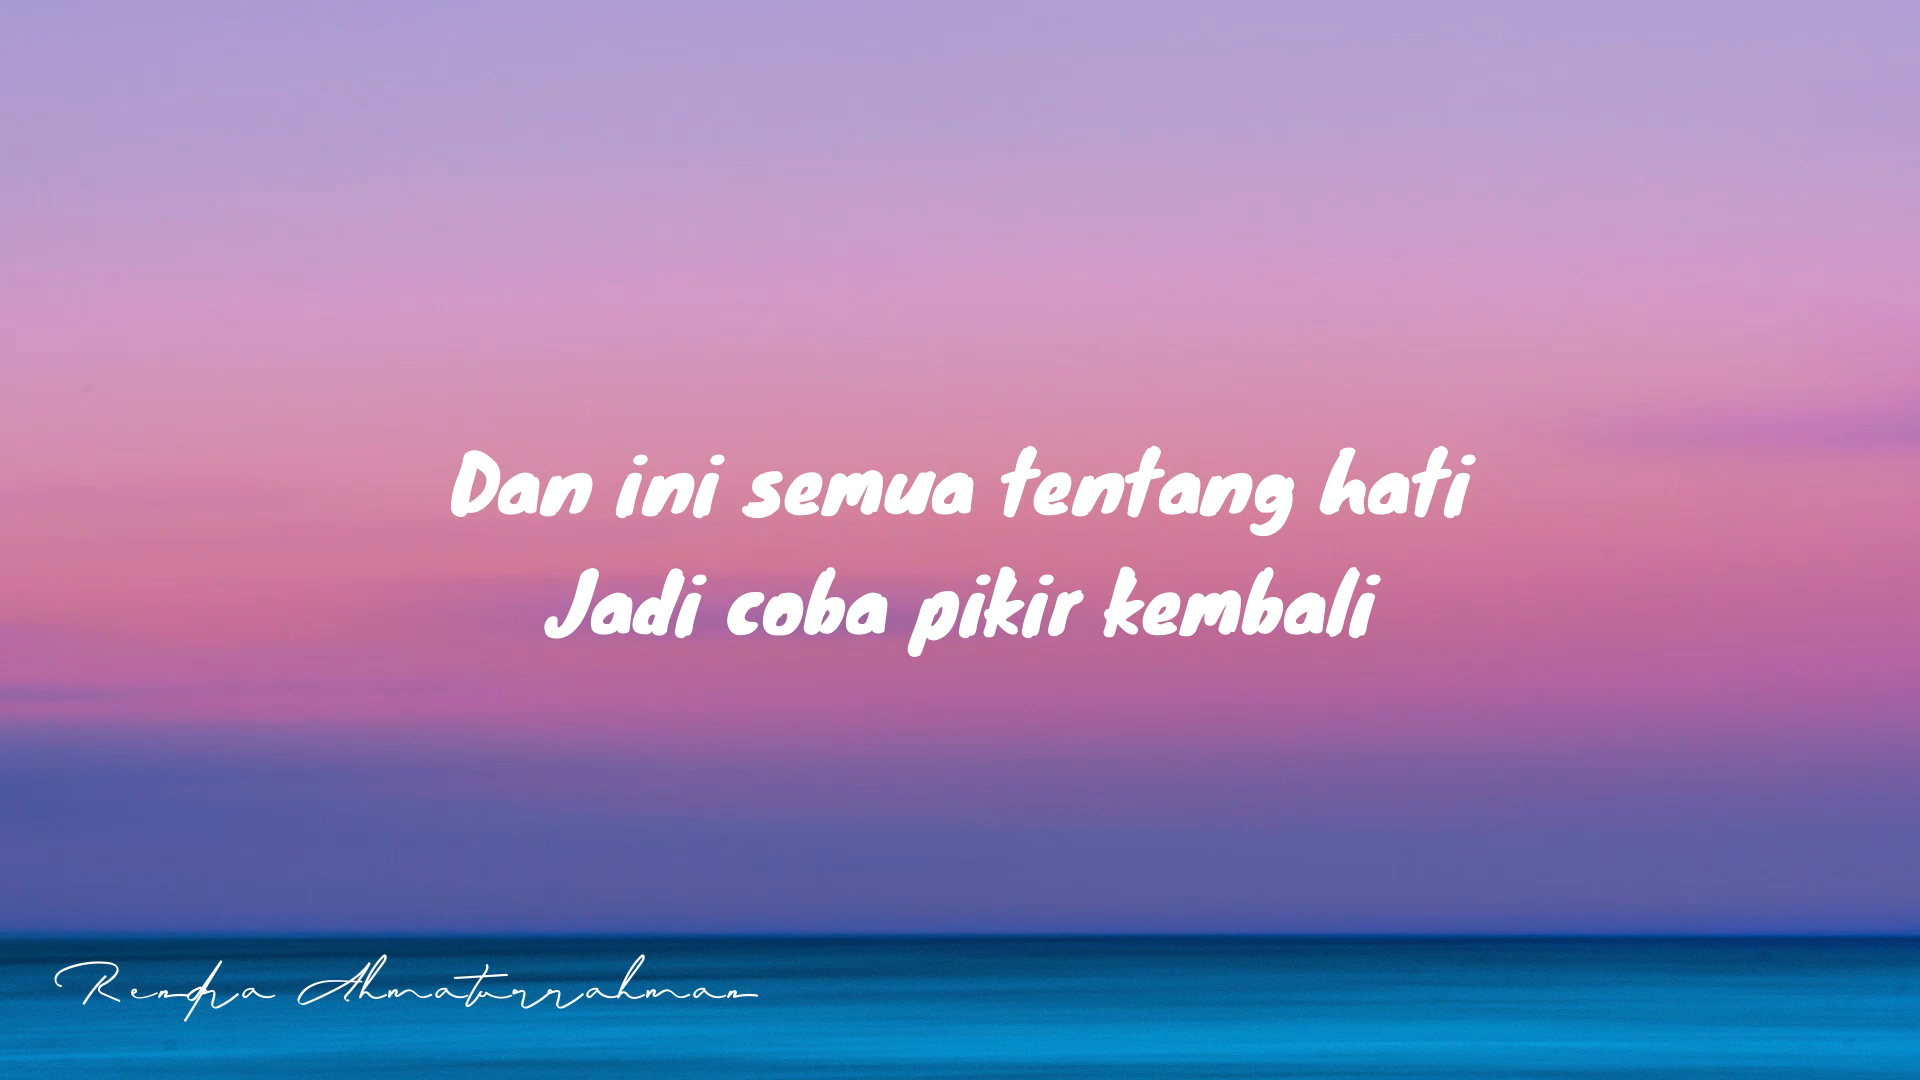 Dan ini semua tentang hati
Jadi coba pikir kembali
Rendra Ahmaturrahman